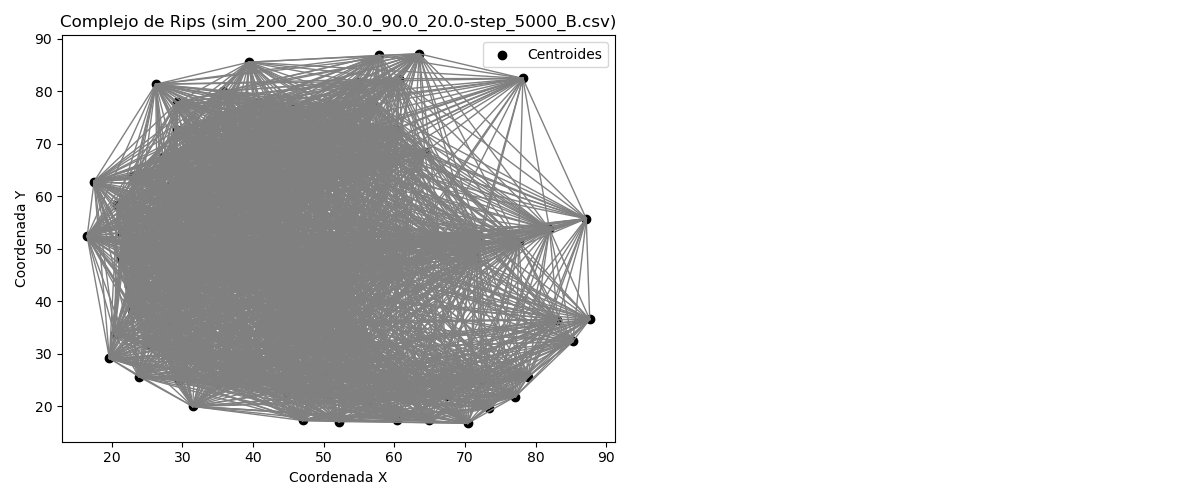 Complejo de Rips (sim_200_200_30.0_90.0_20.0-step_5000_B.csv)
Centroides
90
80
70
60
50
40
30
20
Coordenada Y
20 30 40 50 60 70 80 90
Coordenada X